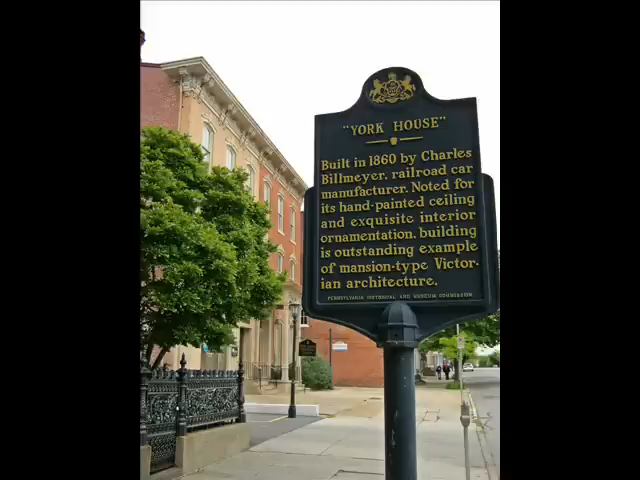 "YORK HOUSE"
Built in 1860 by Charles
Billmeyer, railroad car
manufacturer. Noted for
its hand-painted ceiling
and exquisite interior
ornamentation, building
is outstanding example
of mansion-type Victor-
ian architecture.
PENNSYLVANIA HISTORICAL AND MUSEUM COMMISSION